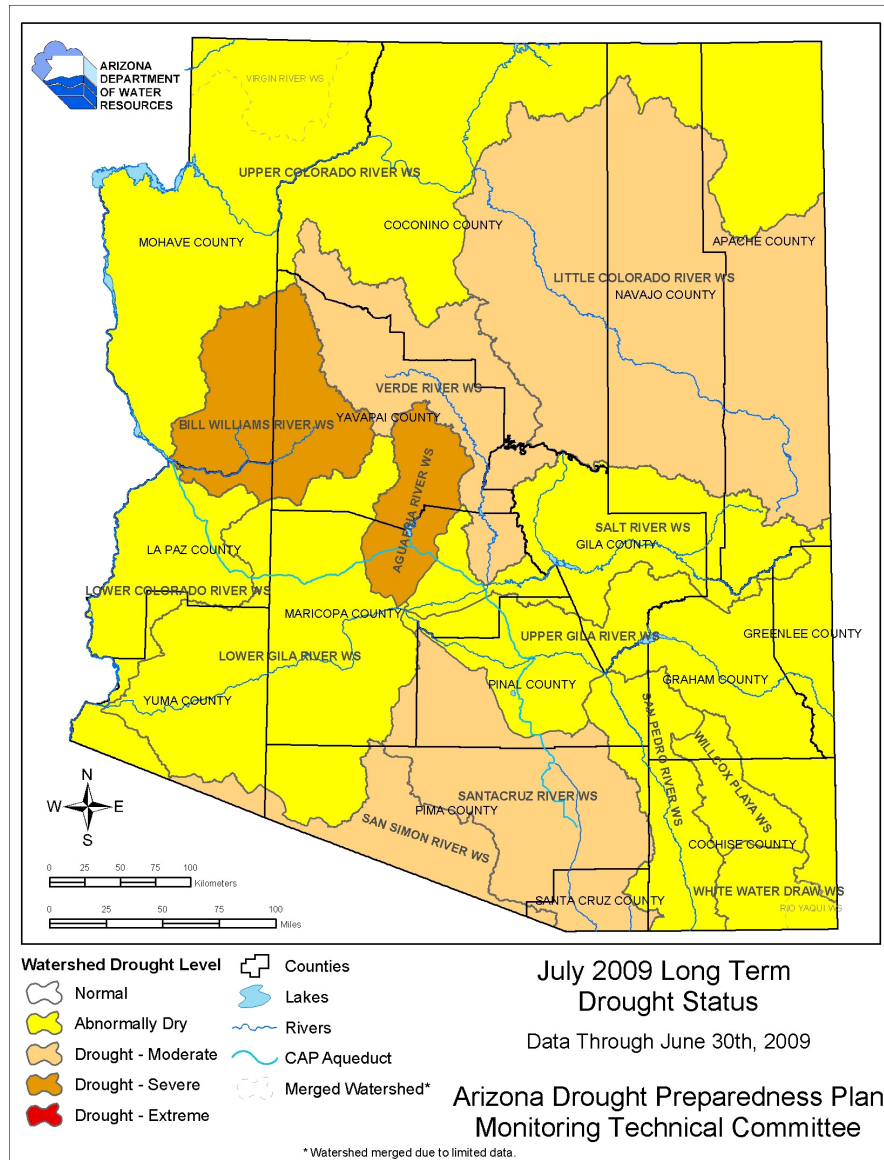 ARIZONA
DEPARTMENT
OF WATER
RESOURCES
VIRGIN RIVER WS
UPPER COLORADO RIVER WS
COCONINO COUNTY
MOHAVE COUNTY
APACHE COUNTY
LITTLE COLORADO RIVER WS
NAVAJO COUNTY
VERDE RIVER WS
YAVAPAI COUNTY
BILL WILLIAMS RIVER WS
AGUA FRIA RIVER WS
SALT RIVER WS
GILA COUNTY
LA PAZ COUNTY
LOWER COLORADO RIVER WS
MARICOPA COUNTY
UPPER GILA RIVER WS
GREENLEE COUNTY
LOWER GILA RIVER WS
PINAL COUNTY
GRAHAM COUNTY
YUMA COUNTY
SAN PEDRO RIVER WS
WILLCOX PLAYA WS
SANTACRUZ RIVER WS
PIMA COUNTY
SAN SIMON RIVER WS
COCHISE COUNTY
WHITE WATER DRAW WS
SANTA CRUZ COUNTY
RIO YAQUI WS
N
W E
S
0 25 50 75 100
Kilometers
0 25 50 75 100
Miles
Watershed Drought Level
Normal
Abnormally Dry
Drought - Moderate
Drought - Severe
Drought - Extreme
Counties
Lakes
Rivers
CAP Aqueduct
Merged Watershed*
* Watershed merged due to limited data.
July 2009 Long Term
Drought Status
Data Through June 30th, 2009
Arizona Drought Preparedness Plan
Monitoring Technical Committee